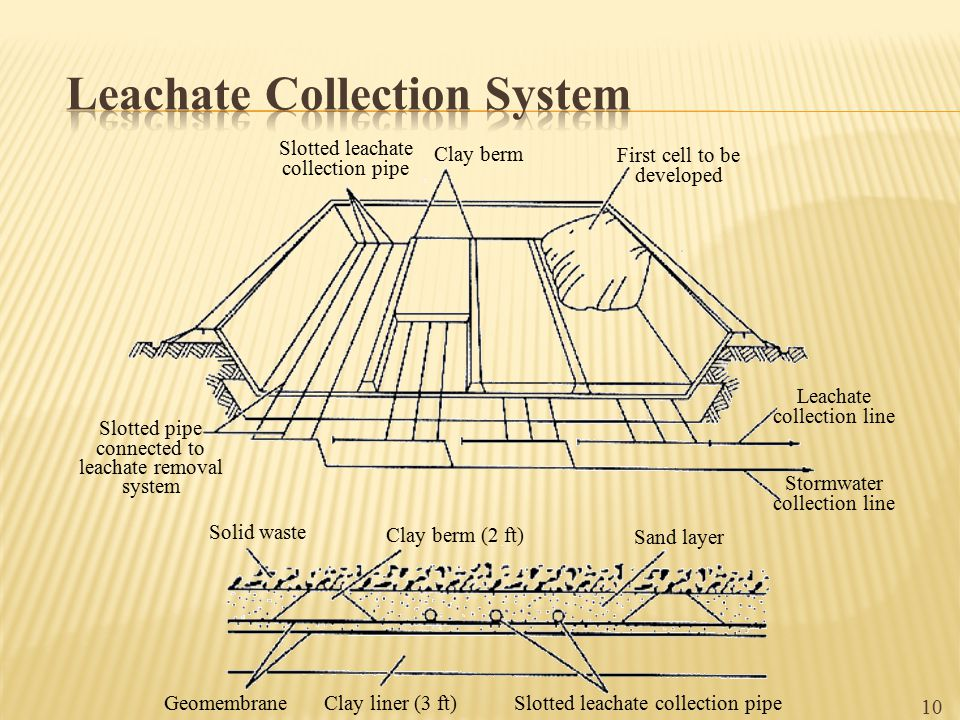 Leachate Collection System
Slotted leachate
collection pipe
Clay berm
First cell to be
developed
Leachate
collection line
Slotted pipe
connected to
leachate removal
system
Stormwater
collection line
Solid waste
Clay berm (2 ft)
Sand layer
Geomembrane
Clay liner (3 ft)
Slotted leachate collection pipe
10